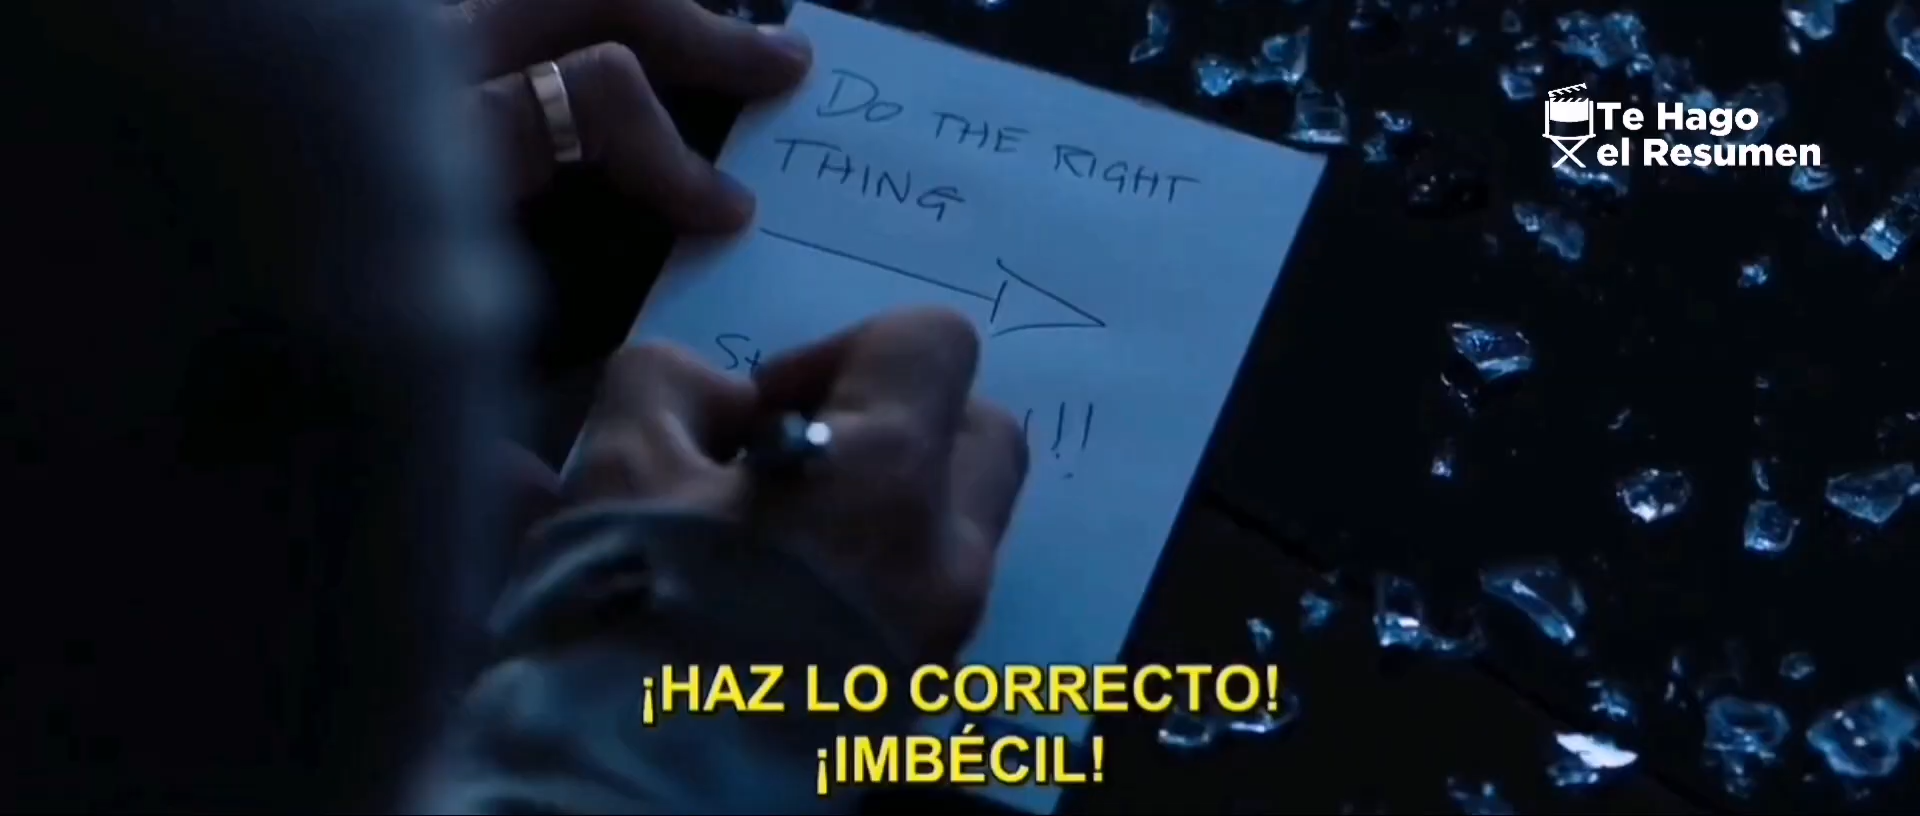 DO THE RIGHT
THING
!!
Te Hago
el Resumen
¡HAZ LO CORRECTO!
¡IMBÉCIL!